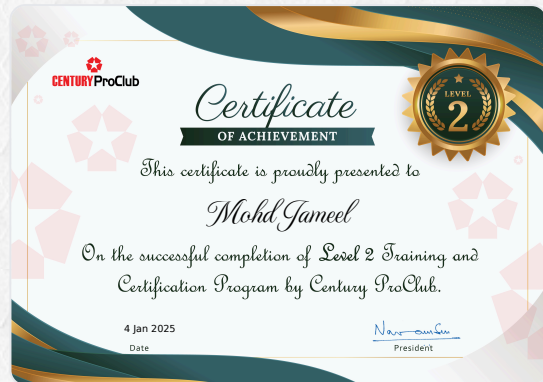 CENTURY ProClub
Certificate
OF ACHIEVEMENT
LEVEL
2
This certificate is proudly presented to
Mohd Jameel
On the successful completion of Level 2 Training and
Certification Program by Century ProClub.
4 Jan 2025
Date
President